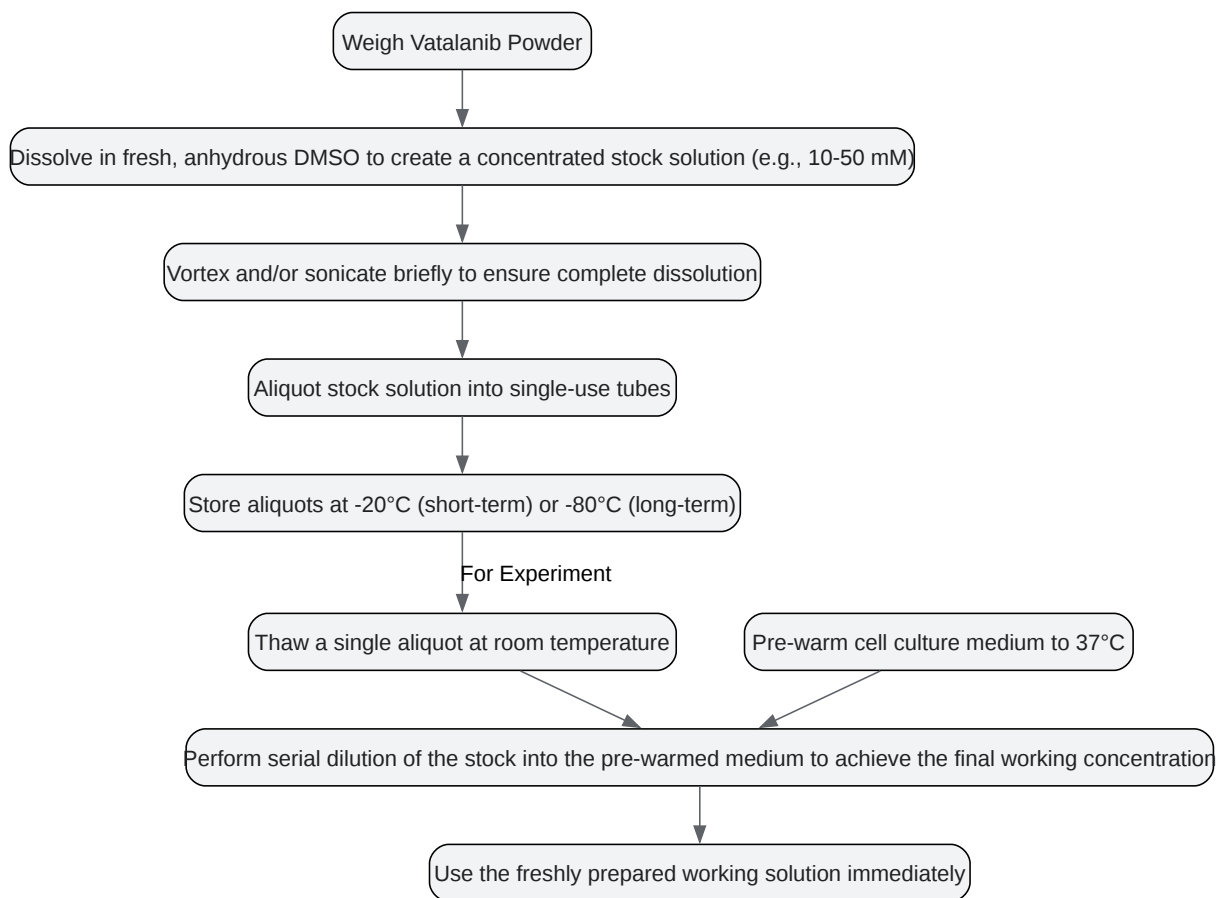 Weigh Vatalanib Powder
Dissolve in fresh, anhydrous DMSO to create a concentrated stock solution (e.g., 10-50 mM)
Vortex and/or sonicate briefly to ensure complete dissolution
Aliquot stock solution into single-use tubes
Store aliquots at -20°C (short-term) or -80°C (long-term)
For Experiment
Thaw a single aliquot at room temperature
Pre-warm cell culture medium to 37°C
Perform serial dilution of the stock into the pre-warmed medium to achieve the final working concentration
Use the freshly prepared working solution immediately